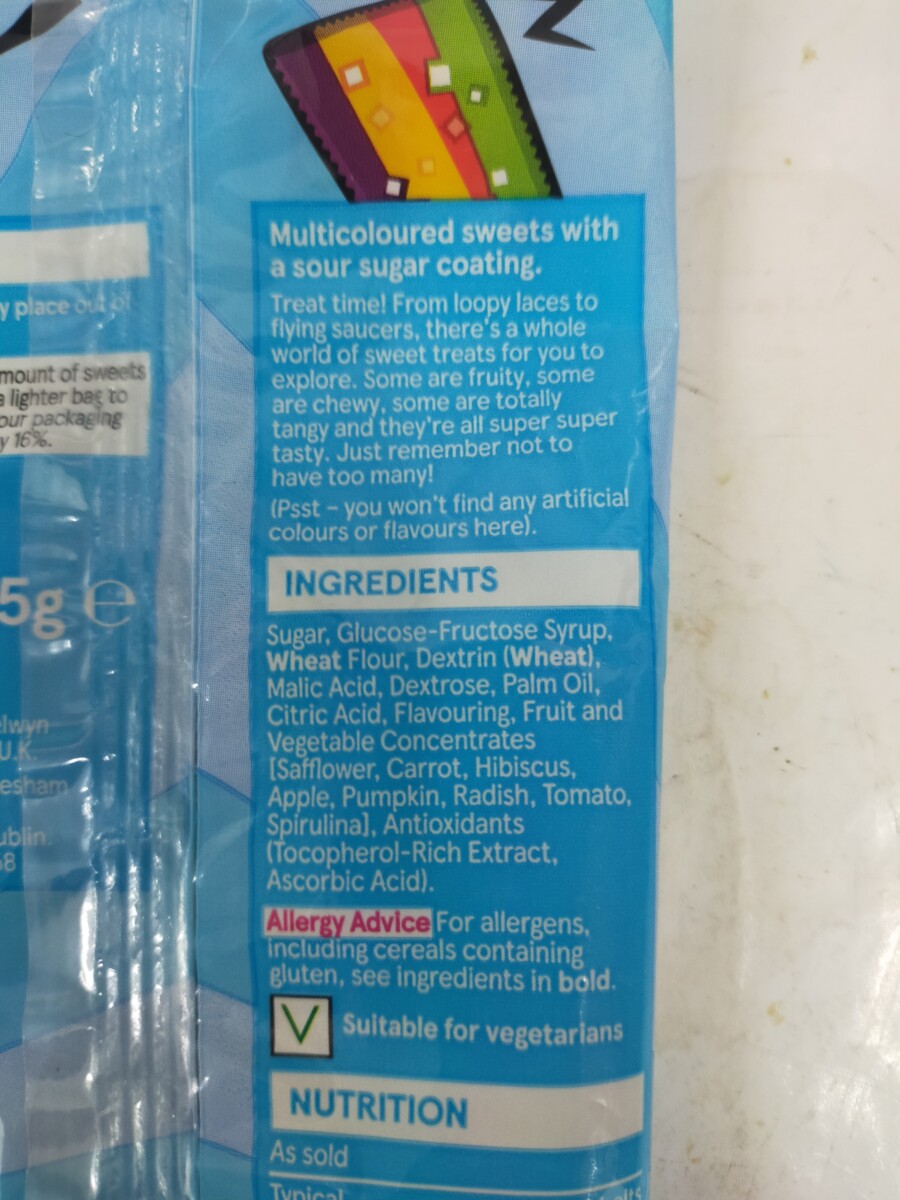 y place out of
mount of sweets
a lighter bag to
our packaging
y 16%.
5g e
elwyn
U.K.
esham
ublin.
68
Multicoloured sweets with
a sour sugar coating.
Treat time! From loopy laces to
flying saucers, there's a whole
world of sweet treats for you to
explore. Some are fruity, some
are chewy, some are totally
tangy and they're all super super
tasty. Just remember not to
have too many!
(Psst – you won't find any artificial
colours or flavours here).
INGREDIENTS
Sugar, Glucose-Fructose Syrup,
Wheat Flour, Dextrin (Wheat),
Malic Acid, Dextrose, Palm Oil,
Citric Acid, Flavouring, Fruit and
Vegetable Concentrates
[Safflower, Carrot, Hibiscus,
Apple, Pumpkin, Radish, Tomato,
Spirulina], Antioxidants
(Tocopherol-Rich Extract,
Ascorbic Acid).
Allergy Advice For allergens,
including cereals containing
gluten, see ingredients in bold.
V Suitable for vegetarians
NUTRITION
As sold
Typical